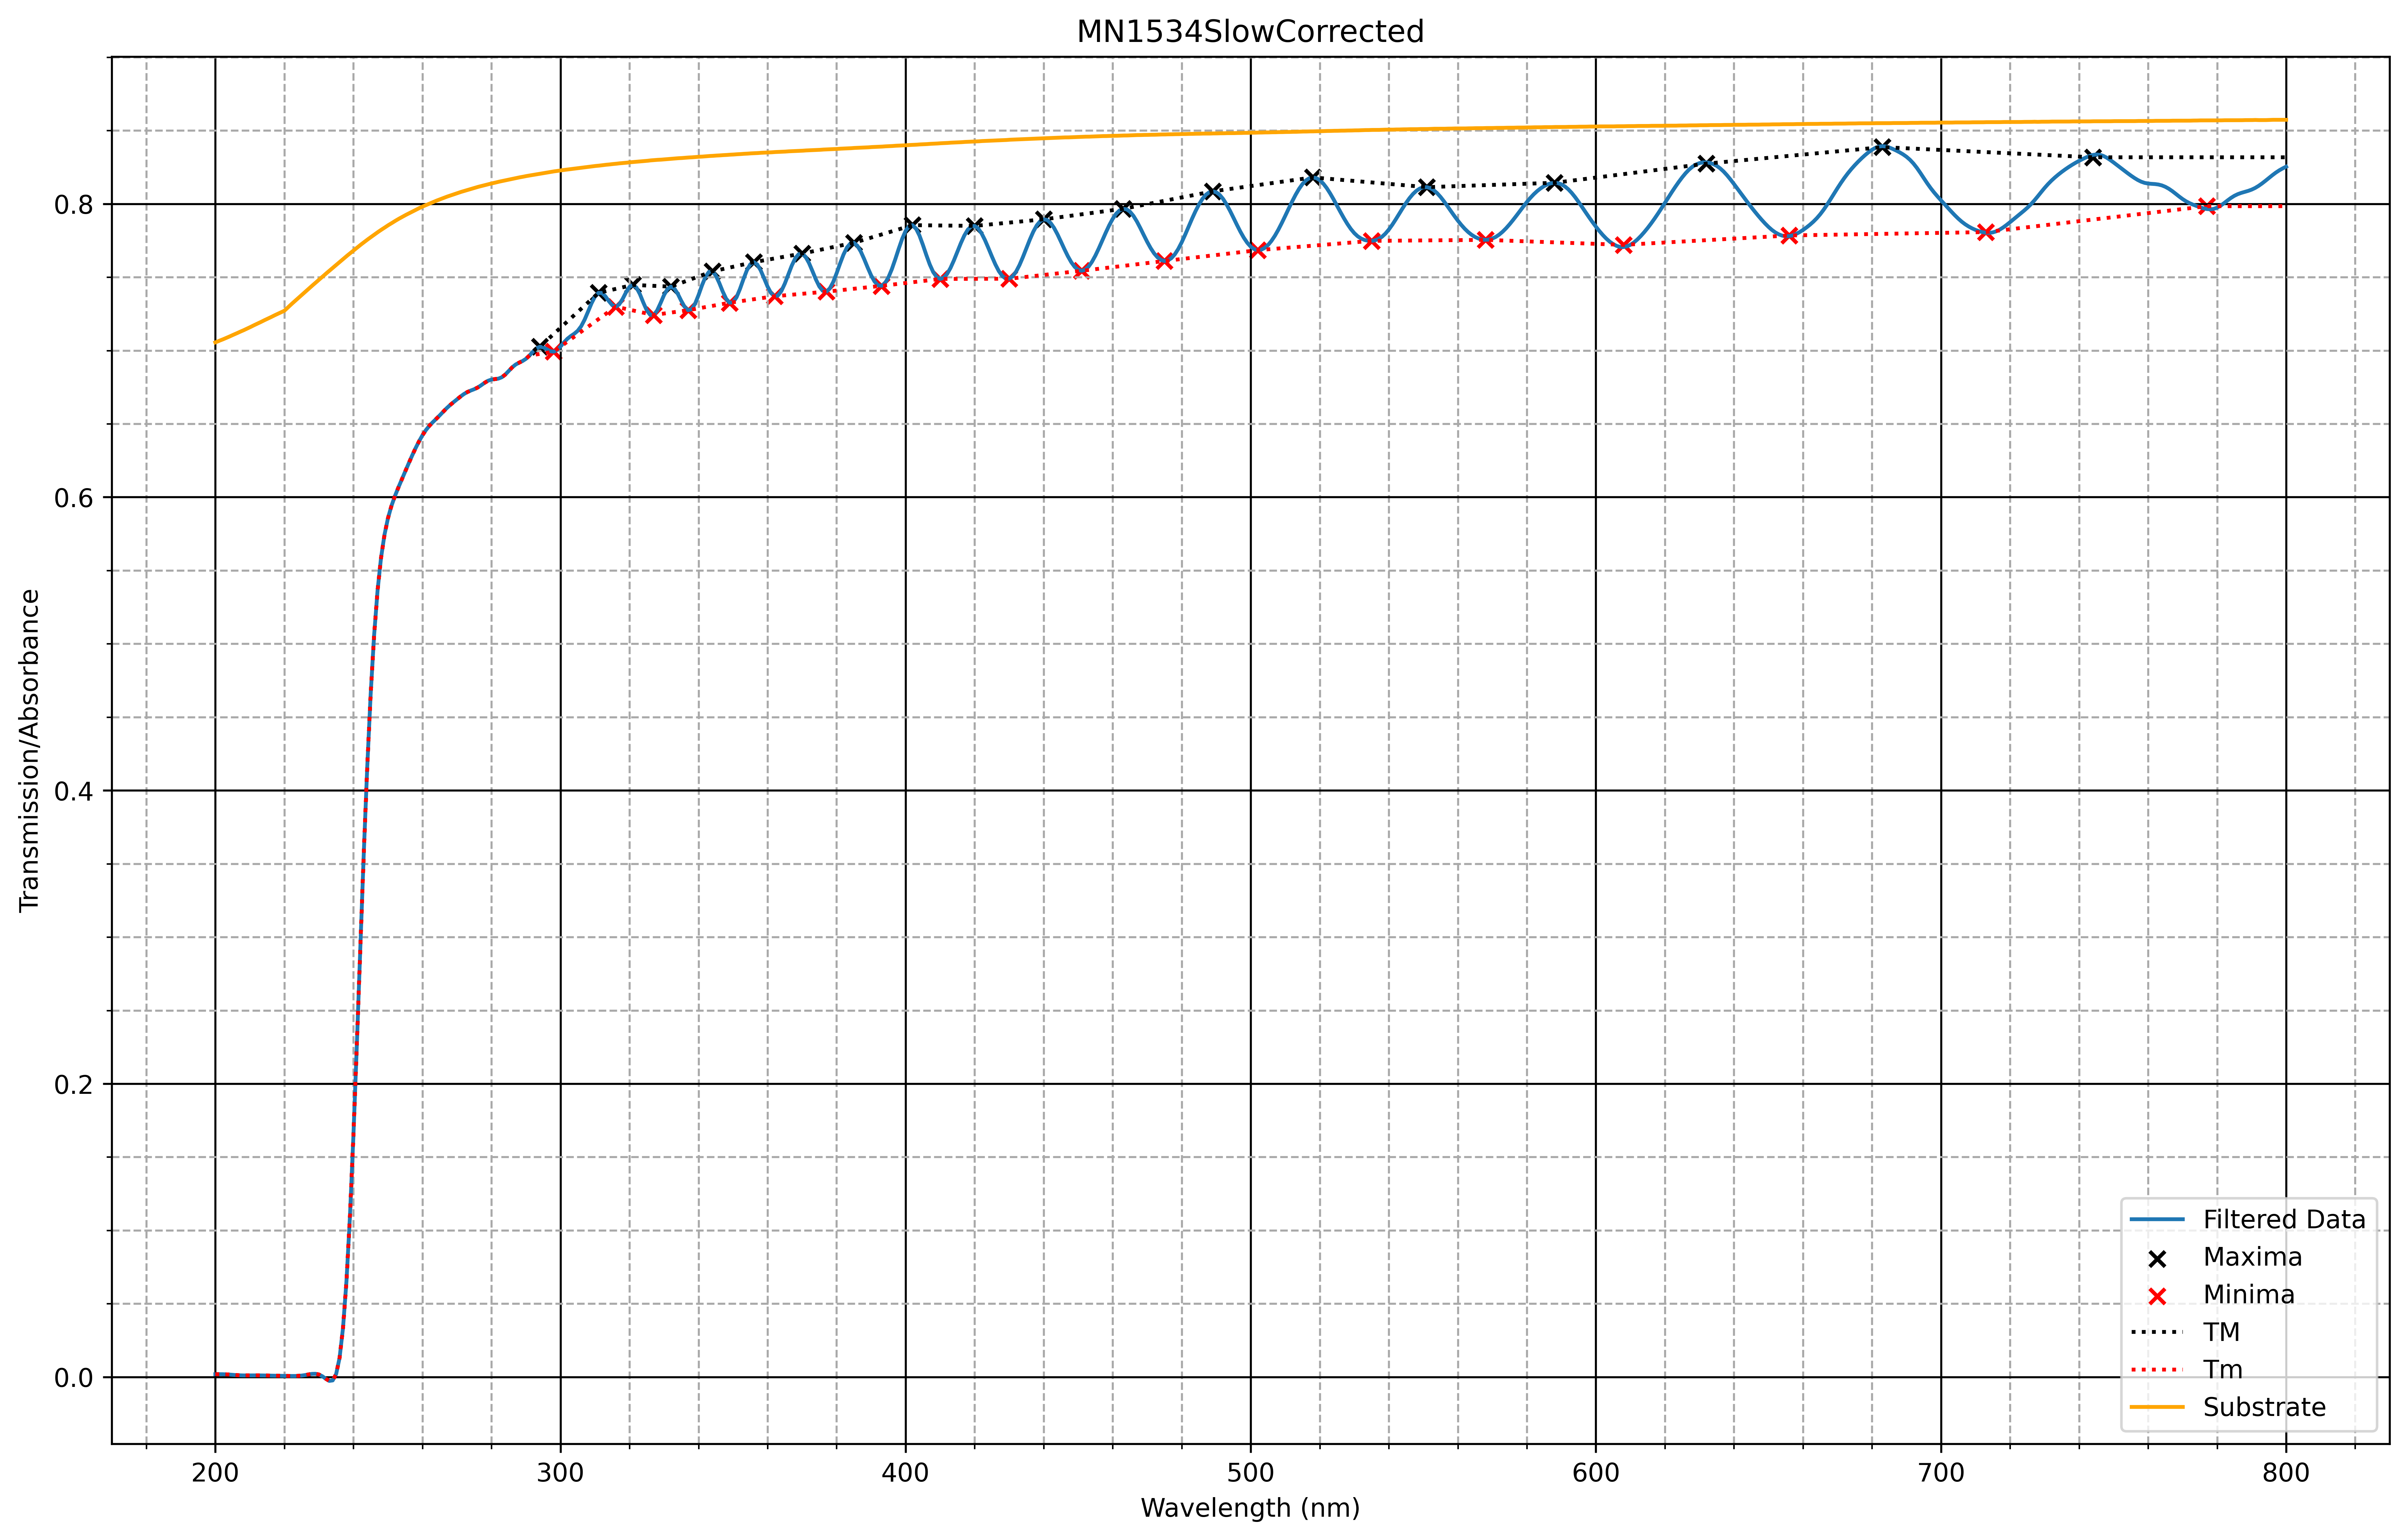 MN1534SlowCorrected
Transmission/Absorbance
0.8
0.6
0.4
0.2
0.0
200
300
400
500
600
700
800
Wavelength (nm)
Filtered Data
Maxima
Minima
TM
Tm
Substrate